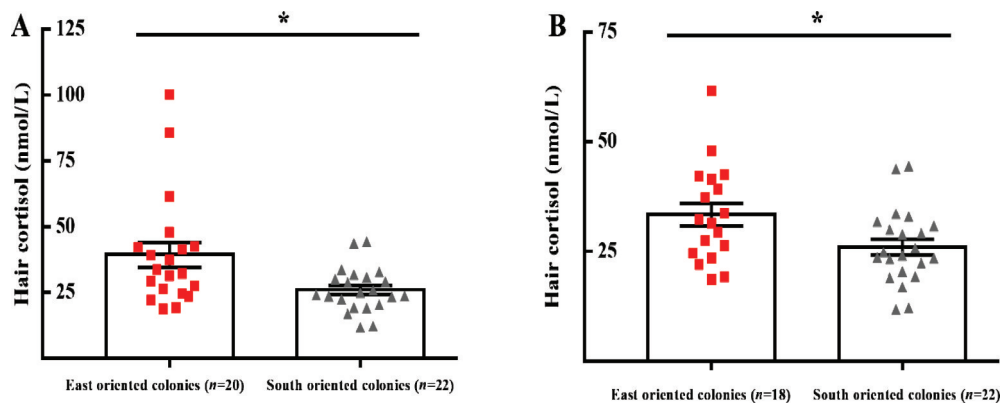 A
*
125
100
75
50
25
Hair cortisol (nmol/L)
East oriented colonies (n=20)
South oriented colonies (n=22)
B
*
75
50
25
Hair cortisol (nmol/L)
East oriented colonies (n=18)
South oriented colonies (n=22)